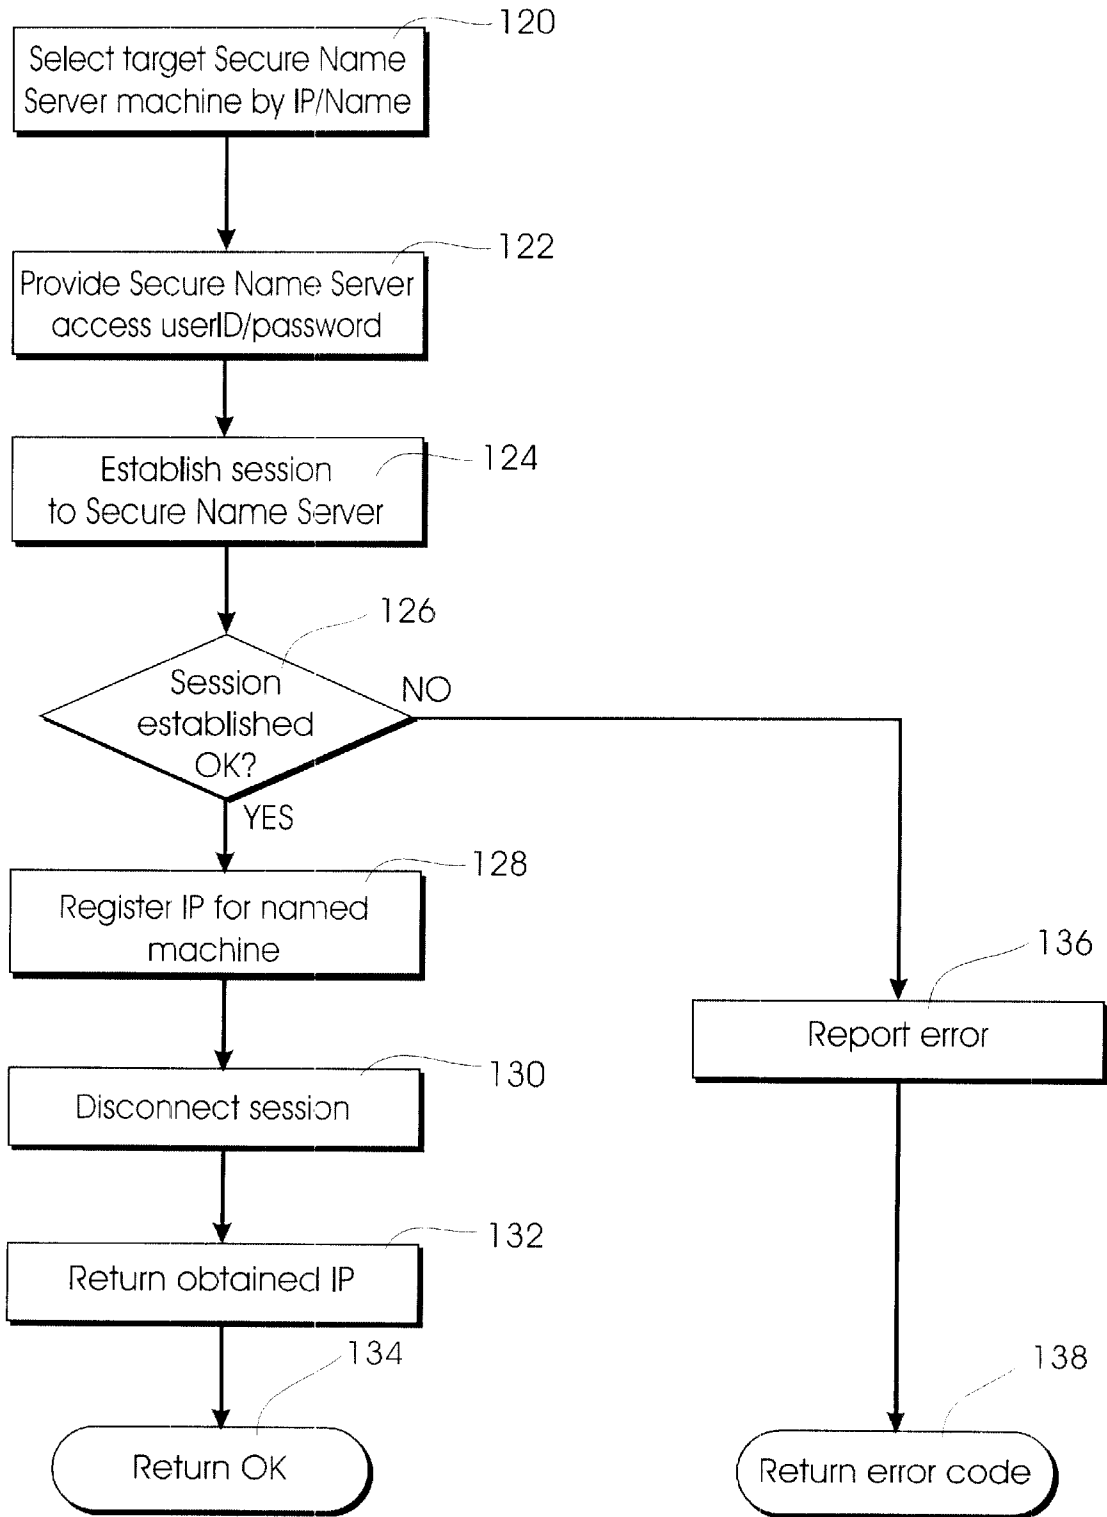 120
Select target Secure Name
Server machine by IP/Name
122
Provide Secure Name Server
access userID/password
124
Establish session
to Secure Name Server
126
Session
established
OK?
NO
YES
128
Register IP for named
machine
136
Report error
130
Disconnect session
132
Return obtained IP
134
Return OK
138
Return error code